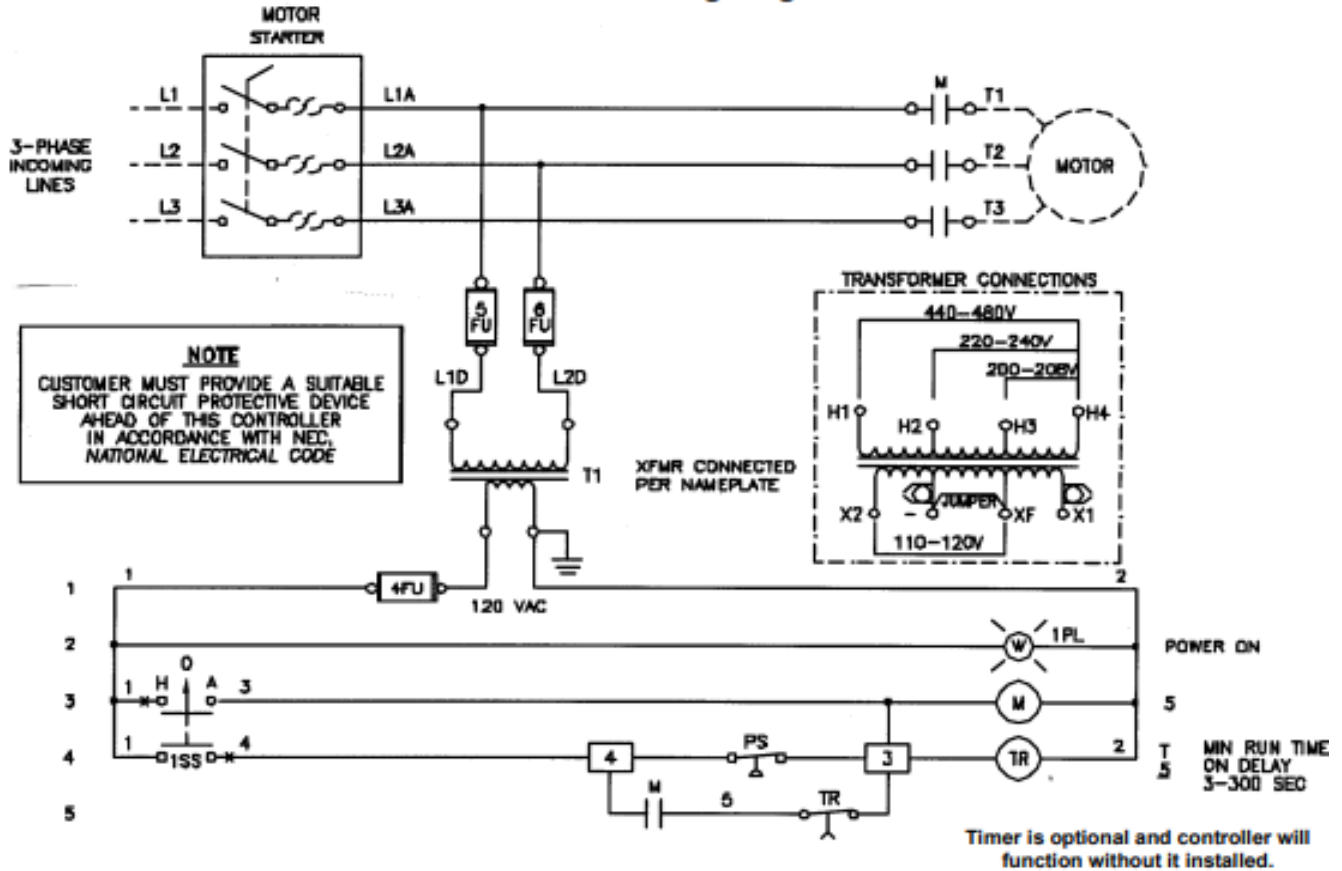 MOTOR
STARTER
L1
L1A
M
T1
3-PHASE
INCOMING
LINES
L2
L2A
T2
MOTOR
L3
L3A
T3
TRANSFORMER CONNECTIONS
440-480V
220-240V
200-208V
5
FU
6
FU
NOTE
CUSTOMER MUST PROVIDE A SUITABLE
SHORT CIRCUIT PROTECTIVE DEVICE
AHEAD OF THIS CONTROLLER
IN ACCORDANCE WITH NEC,
NATIONAL ELECTRICAL CODE
L1D
L2D
H1
H2
H3
H4
T1
XFMR CONNECTED
PER NAMEPLATE
JUMPER
X2
-
XF
X1
110-120V
1
1
4FU
120 VAC
2
2
W
1PL
POWER ON
3
1
H
O
A
3
M
5
4
1
1SS
4
4
PS
3
TR
2
T
5
MIN RUN TIME
ON DELAY
3-300 SEC
5
M
6
TR
Timer is optional and controller will
function without it installed.